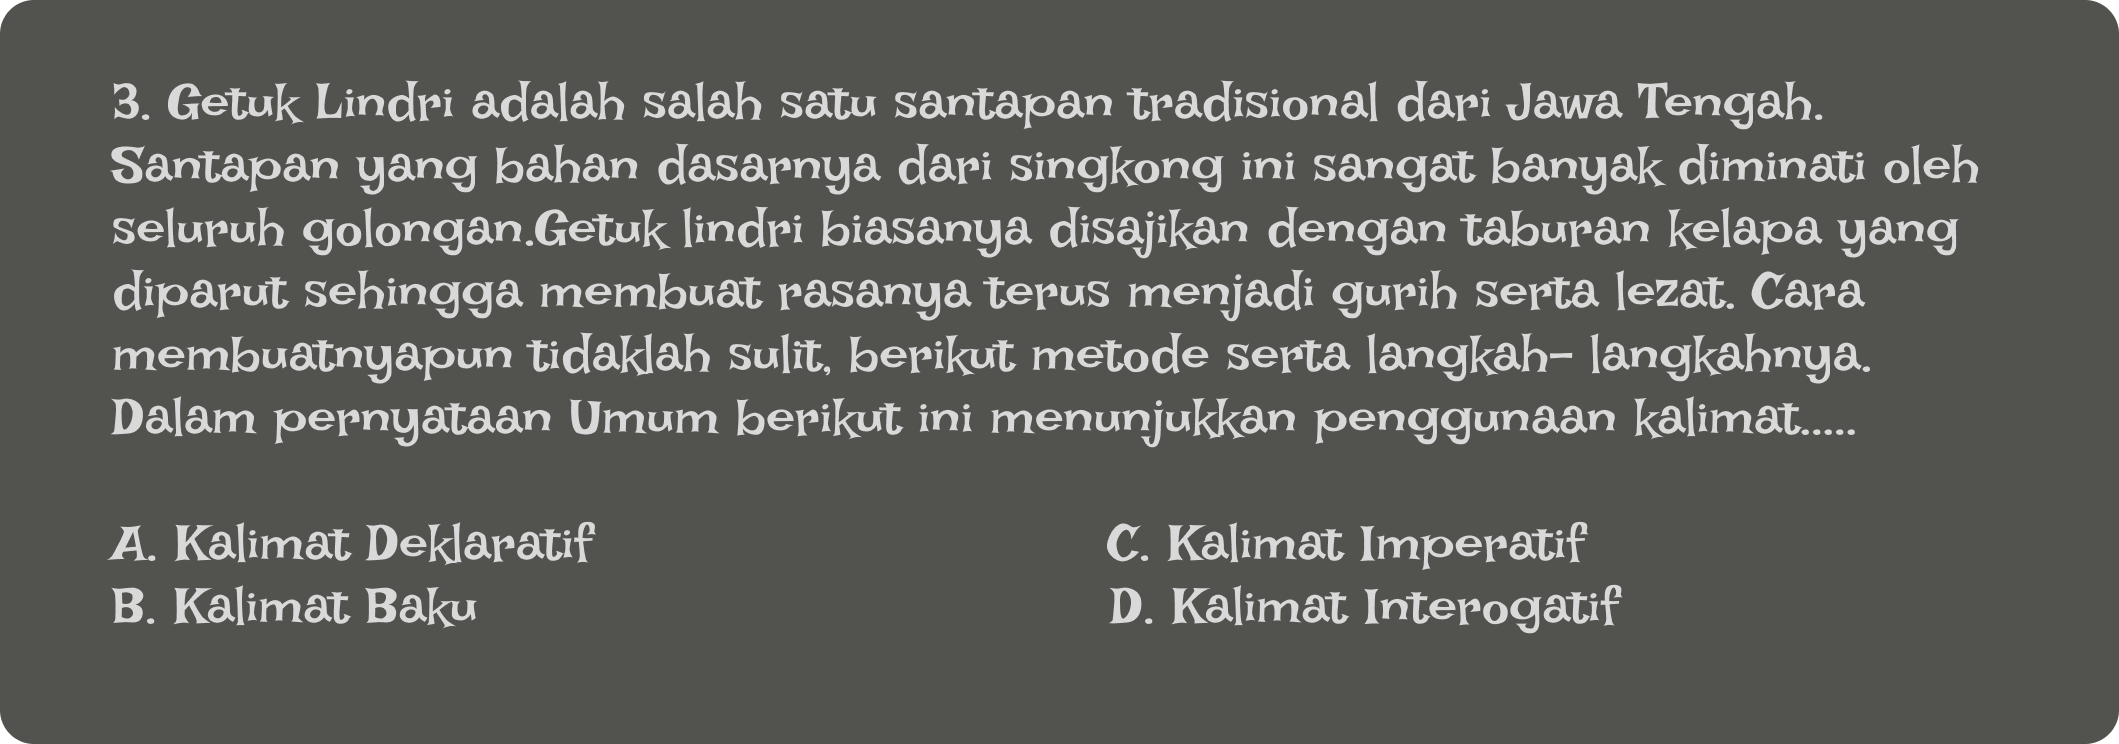 3. Getuk Lindri adalah salah satu santapan tradisional dari Jawa Tengah.
Santapan yang bahan dasarnya dari singkong ini sangat banyak diminati oleh
seluruh golongan.Getuk lindri biasanya disajikan dengan taburan kelapa yang
diparut sehingga membuat rasanya terus menjadi gurih serta lezat. Cara
membuatnyapun tidaklah sulit, berikut metode serta langkah- langkahnya.
Dalam pernyataan Umum berikut ini menunjukkan penggunaan kalimat.....
A. Kalimat Deklaratif
B. Kalimat Baku
C. Kalimat Imperatif
D. Kalimat Interogatif